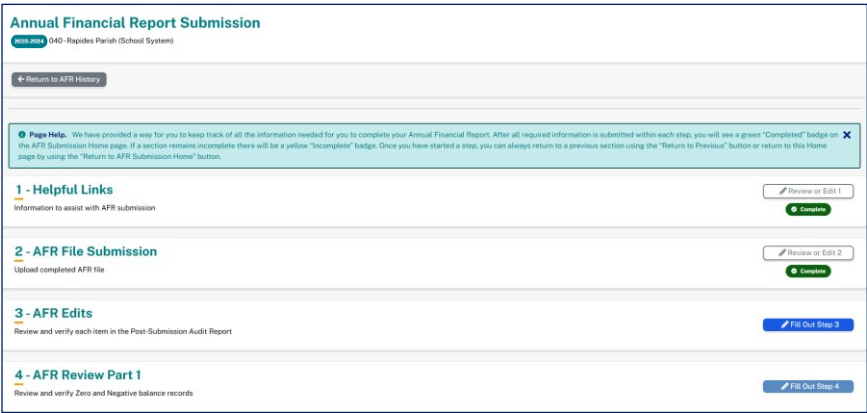 Annual Financial Report Submission
2023-2024 040-Rapides Parish (School System)
← Return to AFR History
Page Help. We have provided a way for you to keep track of all the information needed for you to complete your Annual Financial Report. After all required information is submitted within each step, you will see a green "Completed" badge on
the AFR Submission Home page. If a section remains incomplete there will be a yellow "Incomplete" badge. Once you have started a step, you can always return to a previous section using the "Return to Previous" button or return to this Home
page by using the "Return to AFR Submission Home" button.
1 - Helpful Links
Review or Edit 1
Information to assist with AFR submission
Complete
2 - AFR File Submission
Review or Edit 2
Upload completed AFR file
Complete
3 - AFR Edits
Fill Out Step 3
Review and verify each item in the Post-Submission Audit Report
4 - AFR Review Part 1
Fill Out Step 4
Review and verify Zero and Negative balance records